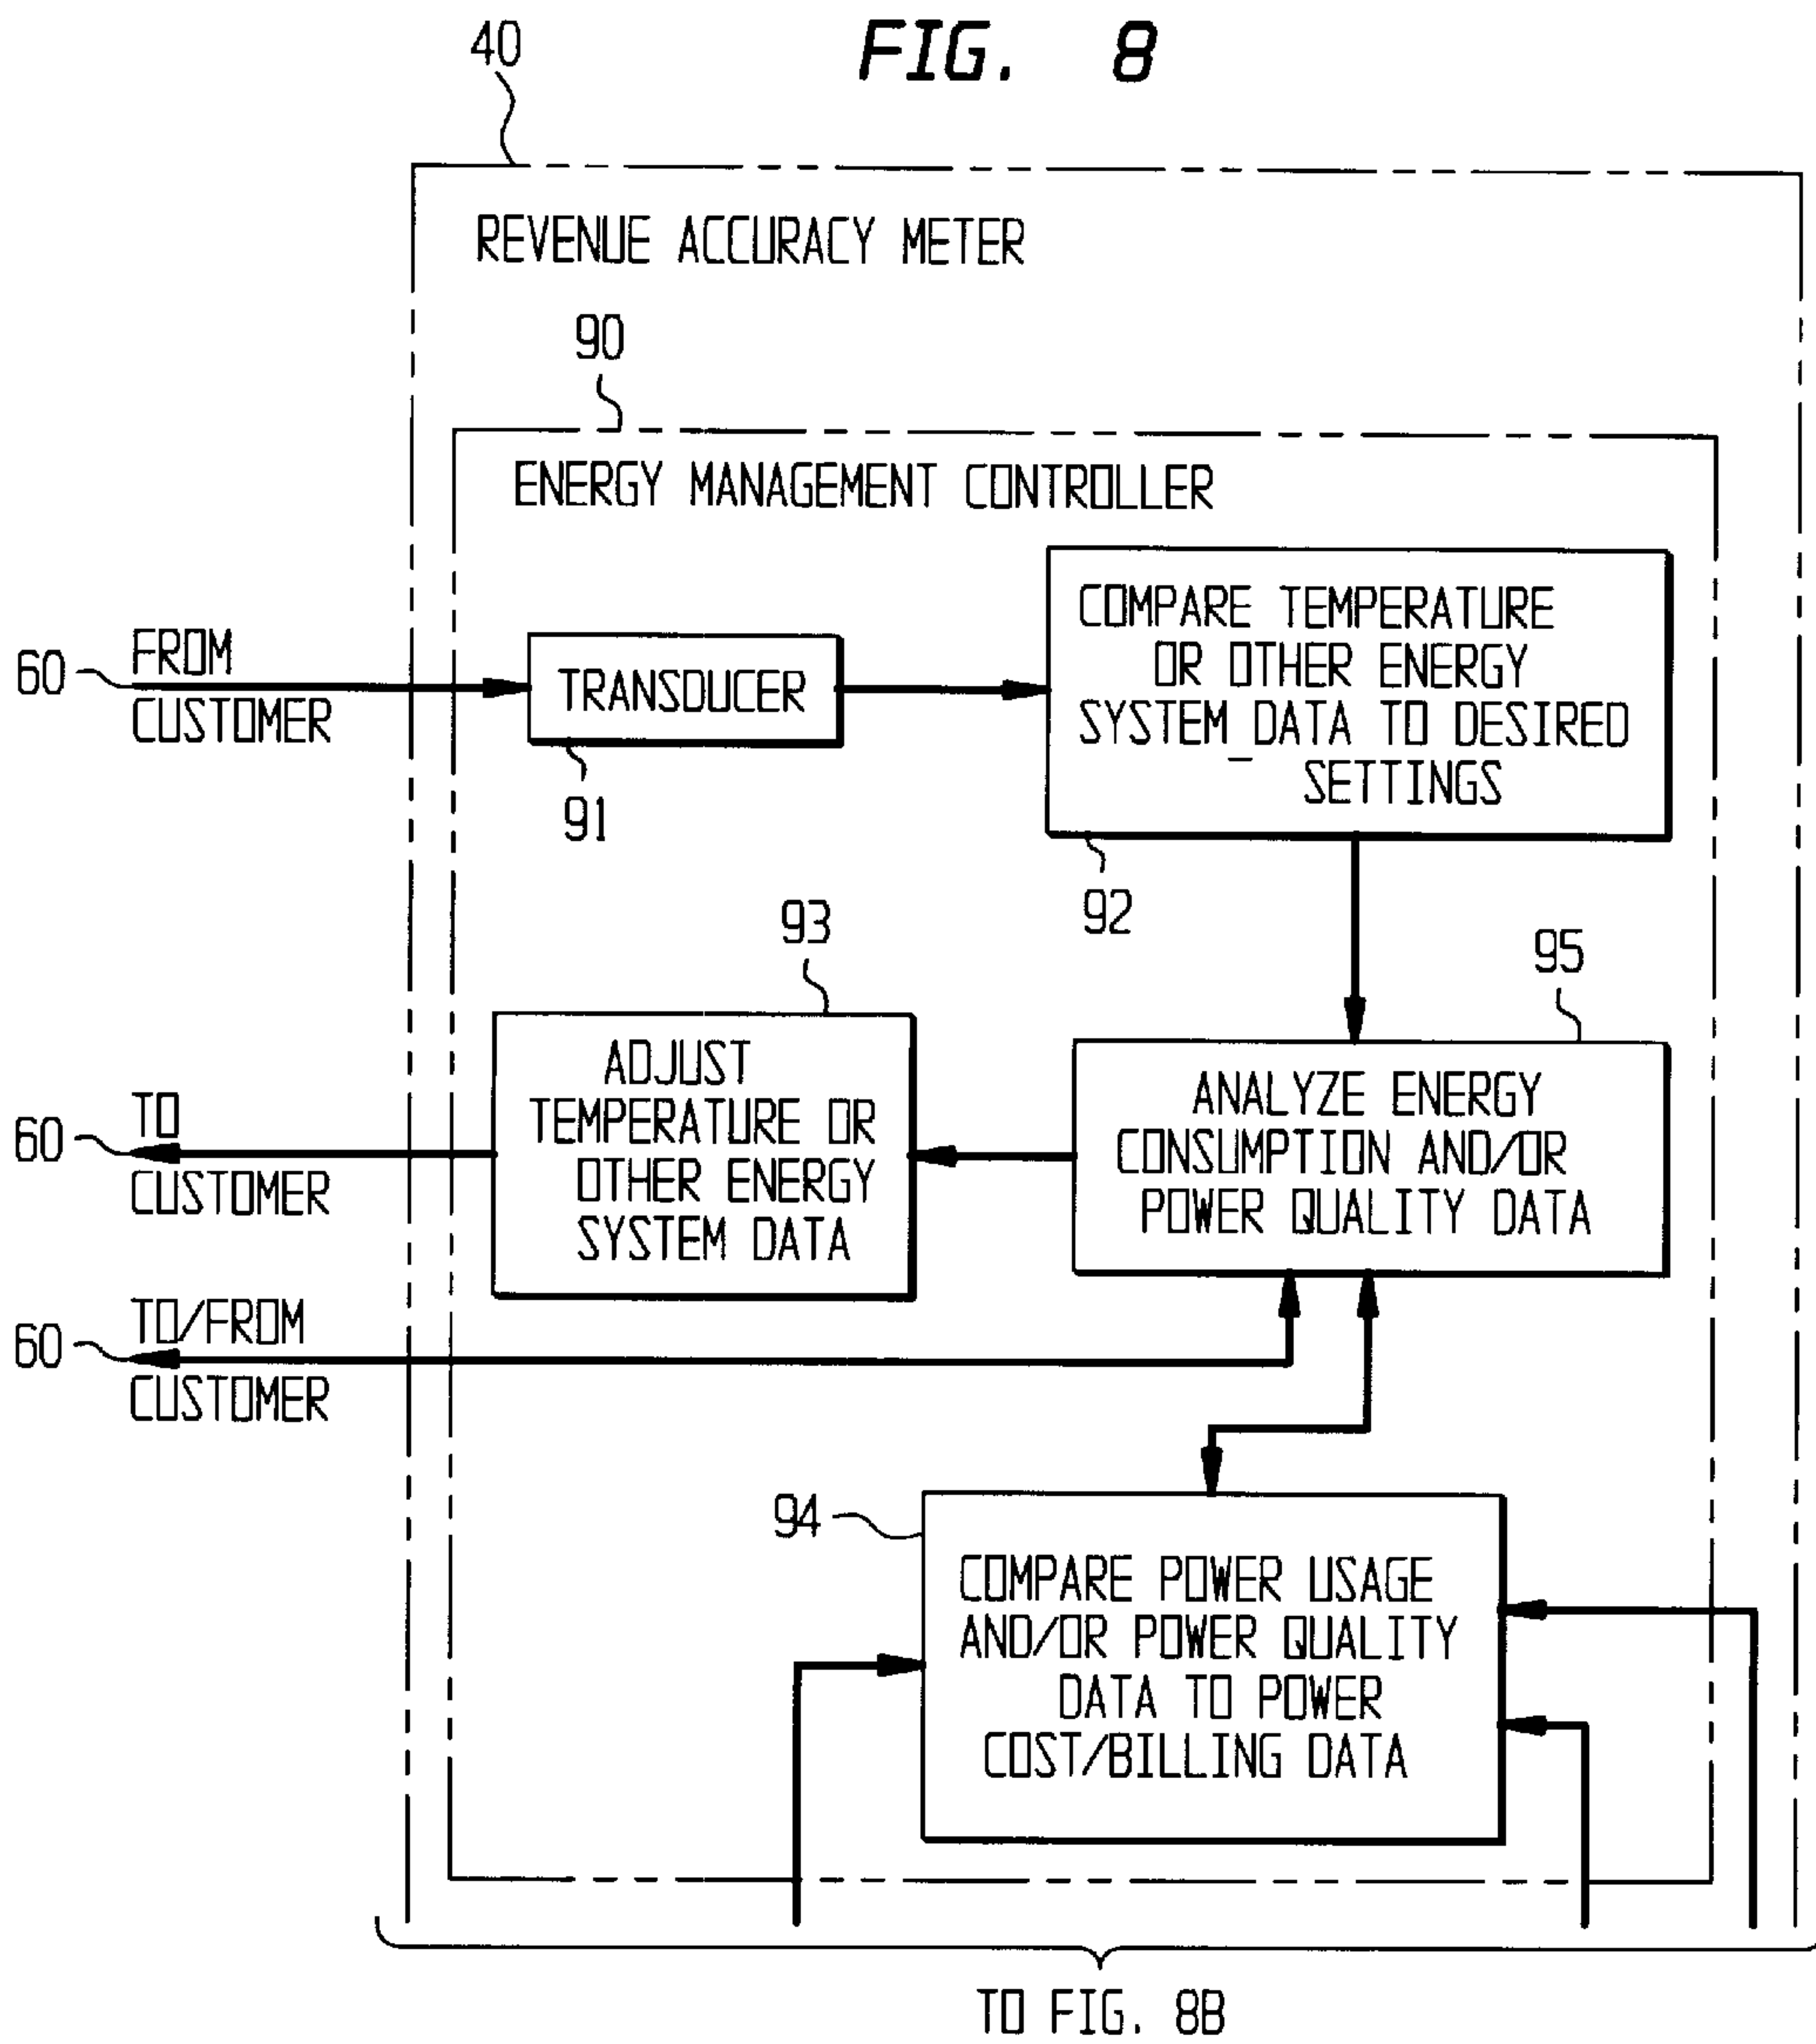 FIG. 8
40
REVENUE ACCURACY METER
90
ENERGY MANAGEMENT CONTROLLER
60
FROM
CUSTOMER
TRANSDUCER
91
COMPARE TEMPERATURE
OR OTHER ENERGY
SYSTEM_DATA TO DESIRED
SETTINGS
92
93
95
60
TO
CUSTOMER
ADJUST
TEMPERATURE OR
OTHER ENERGY
SYSTEM DATA
ANALYZE ENERGY
CONSUMPTION AND/OR
POWER QUALITY DATA
60
TO/FROM
CUSTOMER
94
COMPARE POWER USAGE
AND/OR POWER QUALITY
DATA TO POWER
COST/BILLING DATA
TO FIG. 8B